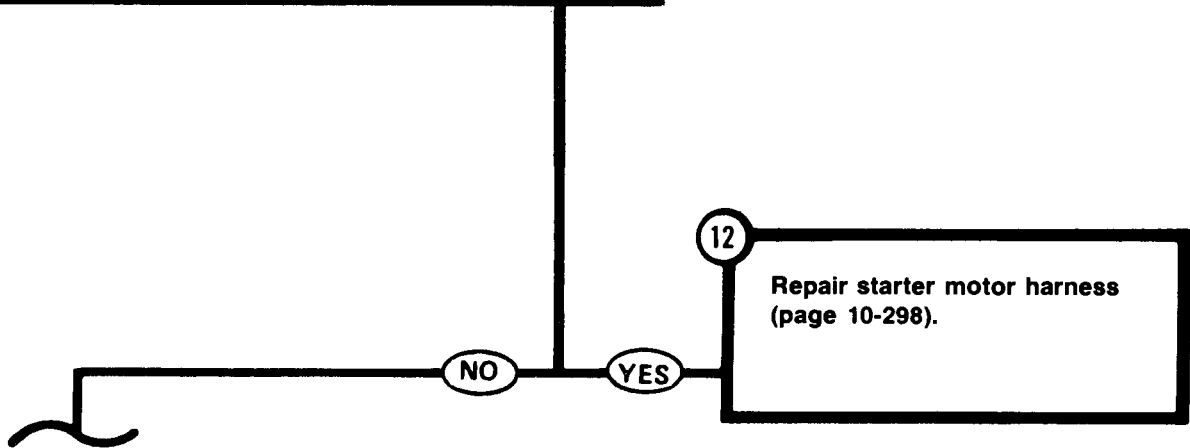 12
Repair starter motor harness
(page 10-298).
NO
YES